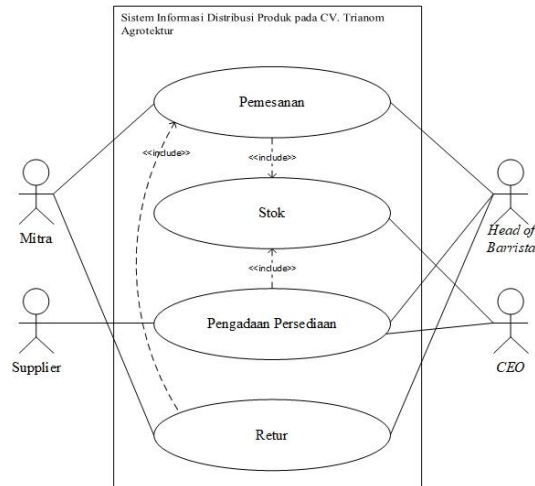 Sistem Informasi Distribusi Produk pada CV. Trianom
Agrotektur
Pemesanan
<<include>>
<<include>>
Stok
Mitra
Head of
Barrista
<<include>>
Pengadaan Persediaan
Supplier
CEO
Retur